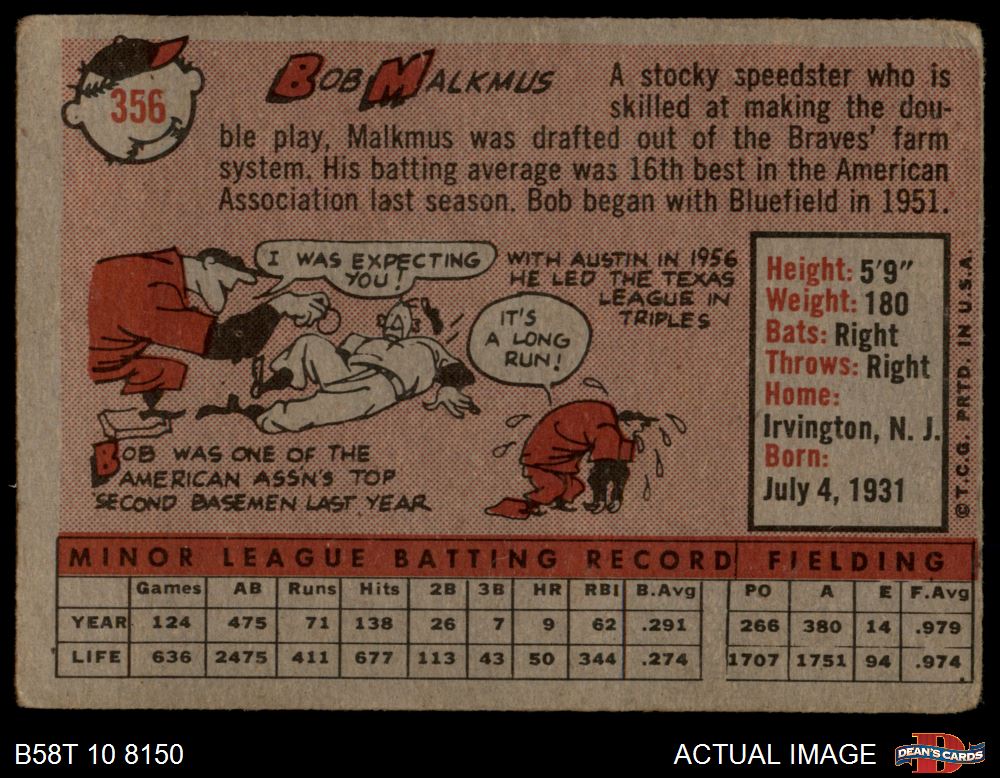 356
BOB MALKMUS
A stocky speedster who is
skilled at making the dou-
ble play, Malkmus was drafted out of the Braves' farm
system. His batting average was 16th best in the American
Association last season. Bob began with Bluefield in 1951.
I WAS EXPECTING
YOU!
WITH AUSTIN IN 1956
HE LED THE TEXAS
LEAGUE IN
TRIPLES
IT'S
A LONG
RUN!
BOB WAS ONE OF THE
AMERICAN ASS'N'S TOP
SECOND BASEMEN LAST YEAR
Height: 5'9"
Weight: 180
Bats: Right
Throws: Right
Home:
Irvington, N. J.
Born:
July 4, 1931
©T.C.G. PRTD. IN U.S.A.
MINOR LEAGUE BATTING RECORD FIELDING
Games AB Runs Hits 2B 3B HR RBI B.Avg PO A E F.Avg
YEAR 124 475 71 138 26 7 9 62 .291 266 380 14 .979
LIFE 636 2475 411 677 113 43 50 344 .274 1707 1751 94 .974
B58T 10 8150
ACTUAL IMAGE
DEAN'S CARDS